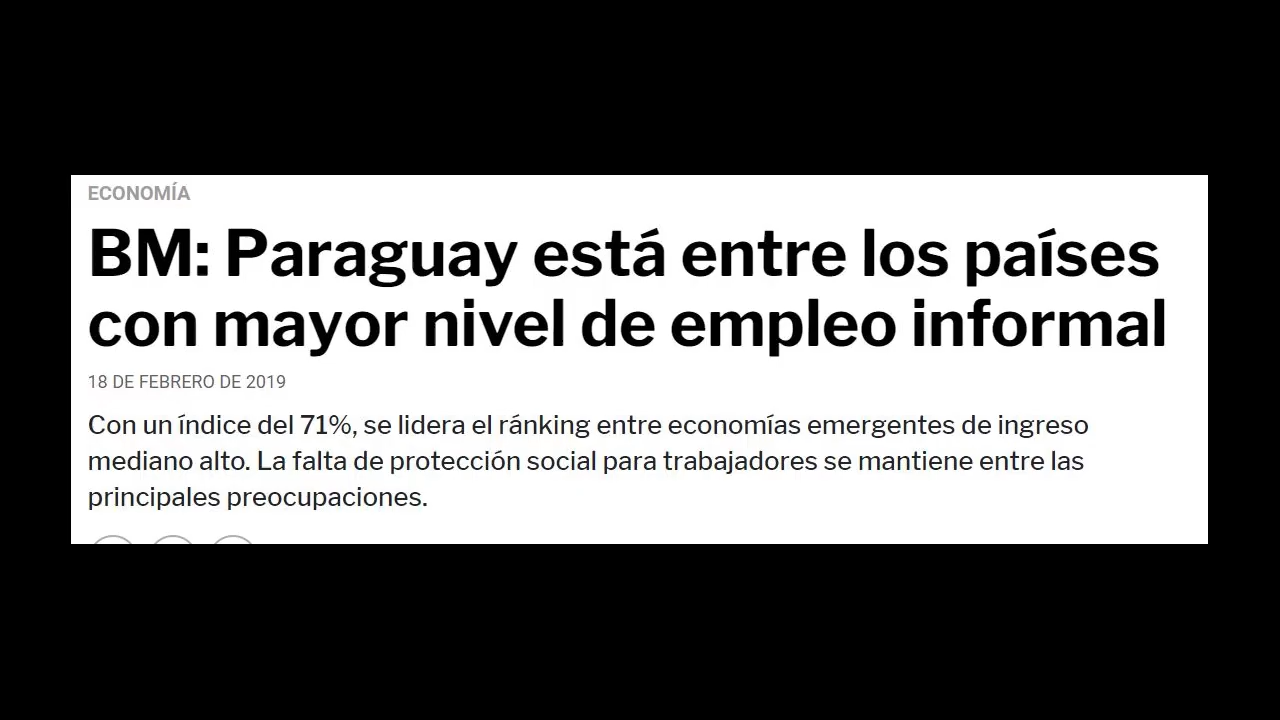 ECONOMÍA
BM: Paraguay está entre los países
con mayor nivel de empleo informal
18 DE FEBRERO DE 2019
Con un índice del 71%, se lidera el ránking entre economías emergentes de ingreso
mediano alto. La falta de protección social para trabajadores se mantiene entre las
principales preocupaciones.